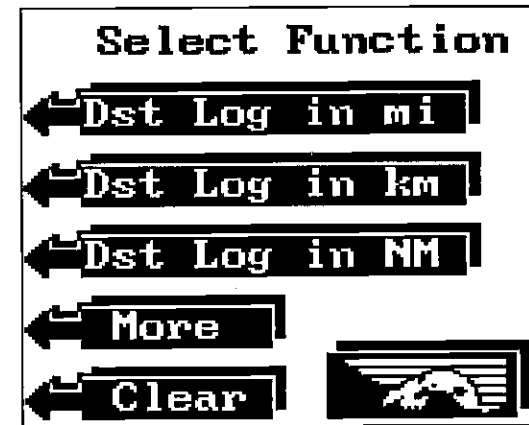 Select Function
Dst Log in mi
Dst Log in km
Dst Log in NM
More
Clear